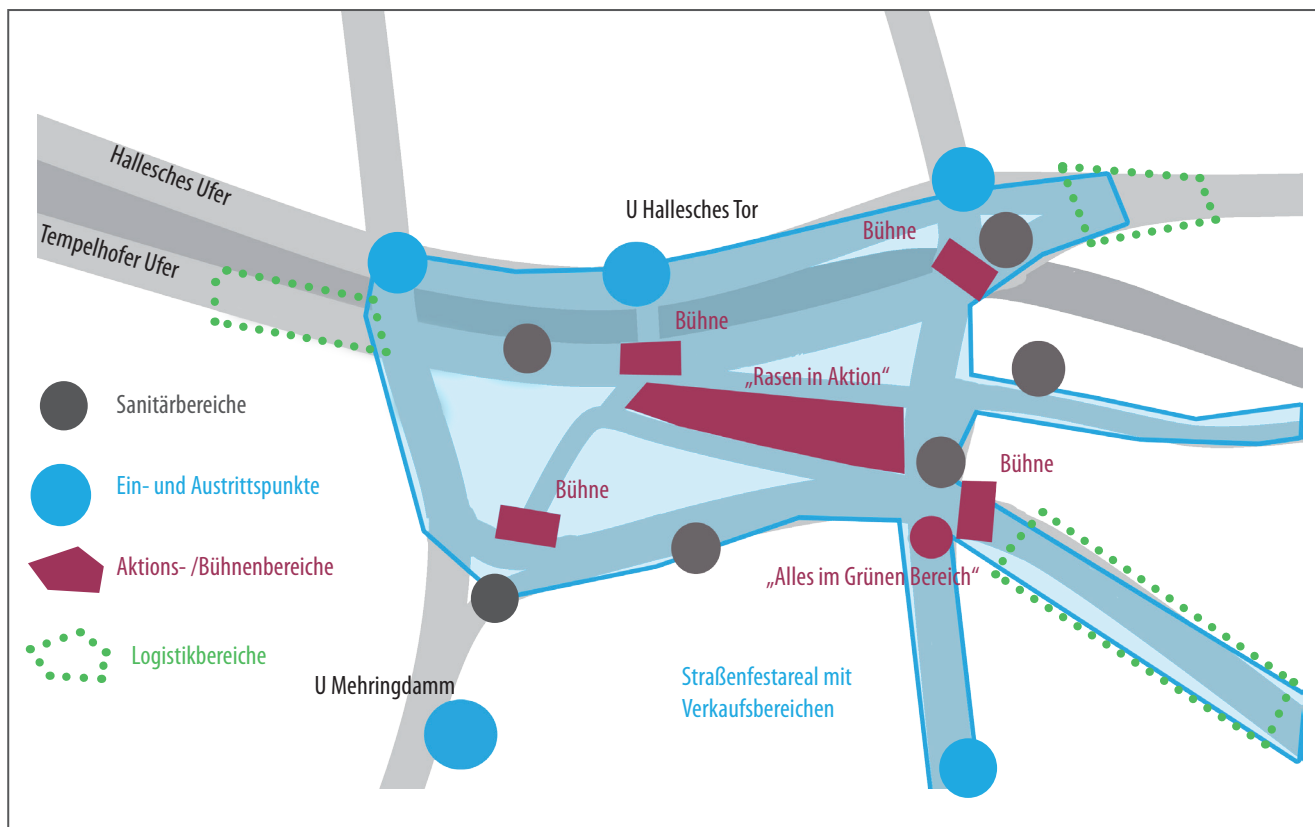 Hallesches Ufer
Tempelhofer Ufer
U Hallesches Tor
Bühne
Bühne
„Rasen in Aktion“
Bühne
Bühne
„Alles im Grünen Bereich“
Sanitärbereiche
Ein- und Austrittspunkte
Aktions- /Bühnenbereiche
Logistikbereiche
U Mehringdamm
Straßenfestareal mit
Verkaufsbereichen